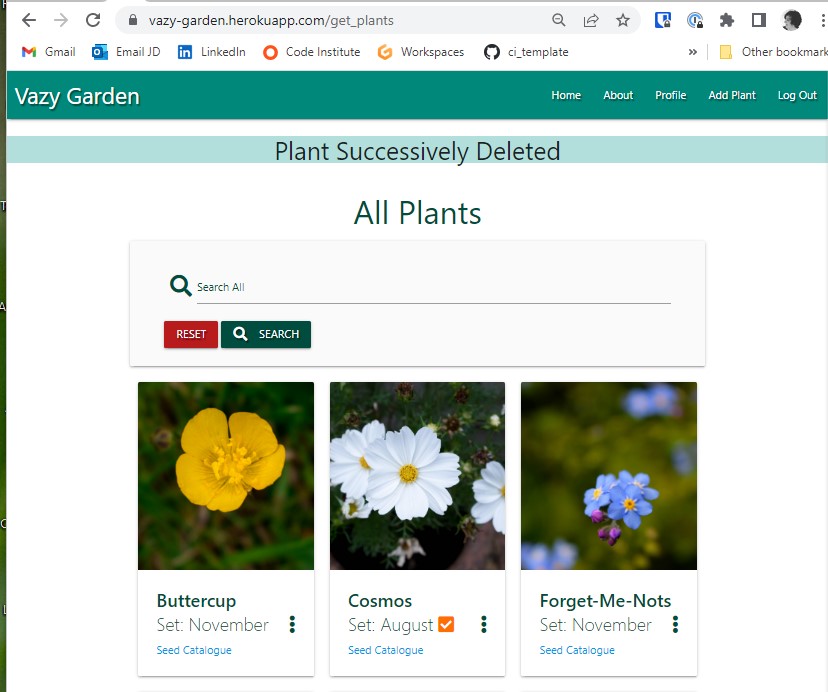 vazy-garden.herokuapp.com/get_plants
Gmail Email JD LinkedIn Code Institute Workspaces ci_template » Other bookmark
Vazy Garden Home About Profile Add Plant Log Out
Plant Successively Deleted
All Plants
Search All
RESET SEARCH
Buttercup
Set: November
Seed Catalogue
Cosmos
Set: August
Seed Catalogue
Forget-Me-Nots
Set: November
Seed Catalogue